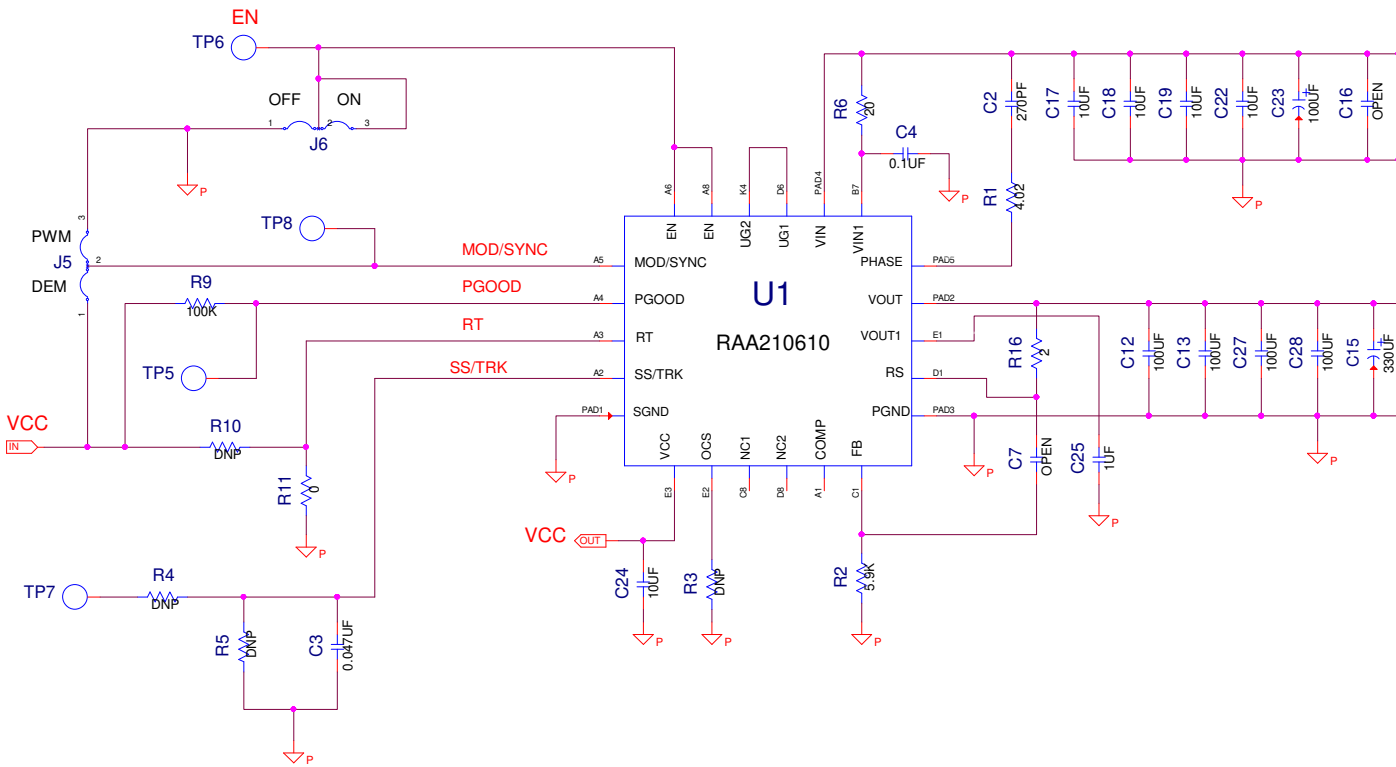 EN
TP6
OFF
ON
1
2
3
J6
P
R6
20
C4
0.1UF
P
C2
270PF
R1
4.02
C17
10UF
C18
10UF
C19
10UF
C22
10UF
C23
+
100UF
C16
OPEN
P
3
PWM
J5
2
DEM
1
TP8
MOD/SYNC
PGOOD
RT
SS/TRK
R9
100K
TP5
VCC
IN
R10
DNP
R11
0
P
A6
A8
K4
D6
PAD4
B7
EN
EN
UG2
UG1
VIN
VIN1
A5
MOD/SYNC
PHASE
PAD5
A4
PGOOD
U1
VOUT
PAD2
A3
RT
RAA210610
VOUT1
E1
A2
SS/TRK
RS
D1
PAD1
SGND
PGND
PAD3
VCC
OCS
NC1
NC2
COMP
FB
E3
E2
C8
D8
A1
C1
P
R16
2
C7
OPEN
C25
1UF
P
P
C12
100UF
C13
100UF
C27
100UF
C28
100UF
C15
+
330UF
P
VCC
OUT
C24
10UF
P
R3
DNP
P
R2
5.9K
P
TP7
R4
DNP
R5
DNP
C3
0.047UF
P